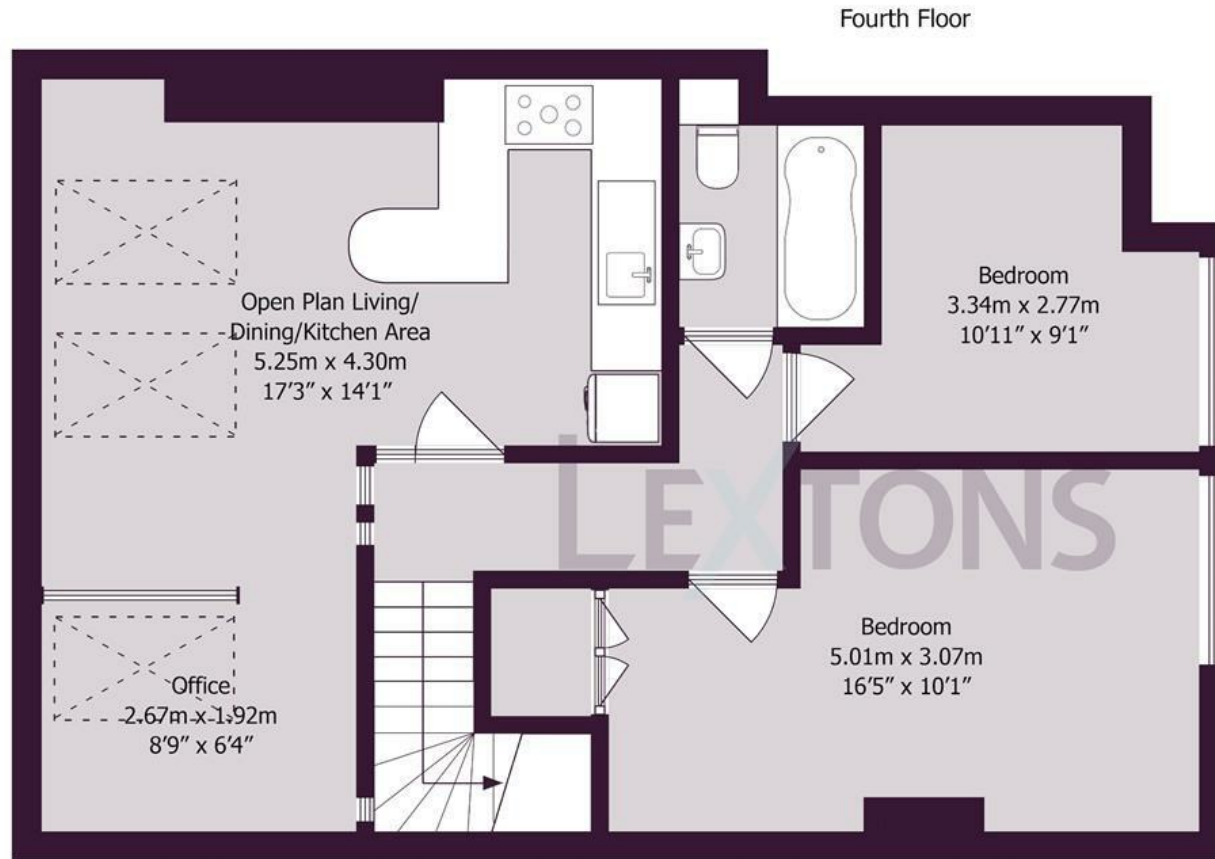 Fourth Floor
Open Plan Living/
Dining/Kitchen Area
5.25m x 4.30m
17'3" x 14'1"
Bedroom
3.34m x 2.77m
10'11" x 9'1"
LEXTONS
Bedroom
5.01m x 3.07m
16'5" x 10'1"
Office
2.67m x 1.92m
8'9" x 6'4"